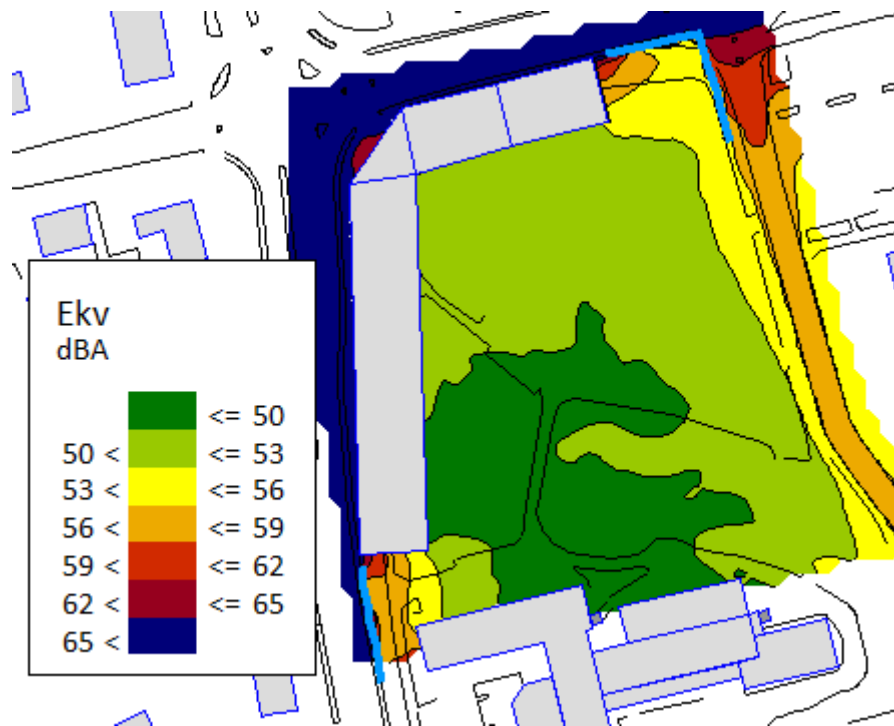 Ekv
dBA
<= 50
50 < <= 53
53 < <= 56
56 < <= 59
59 < <= 62
62 < <= 65
65 <